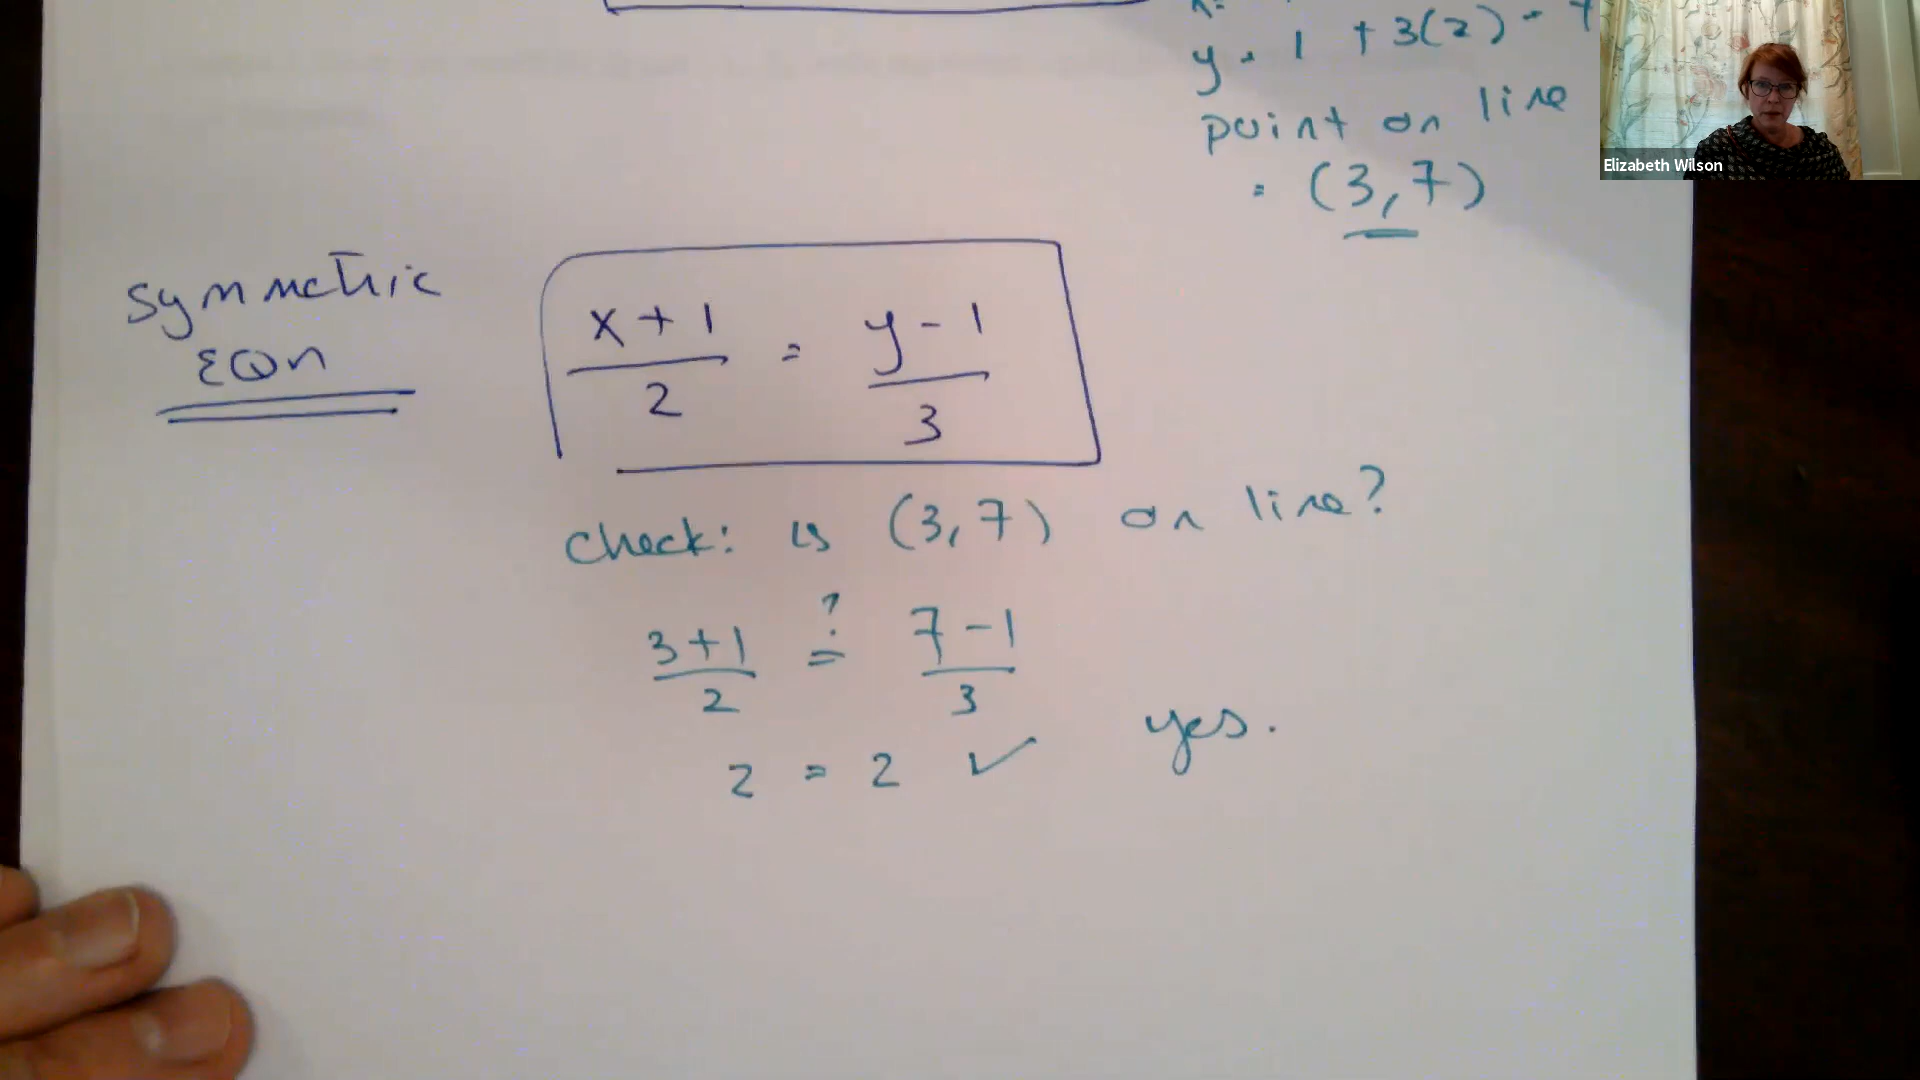 y = 1 + 3(2) = 7
point on line
= (3,7)
Elizabeth Wilson
Symmetric
EQn
x + 1 / 2 = y - 1 / 3
Check: is (3,7) on line?
3 + 1 / 2 ?= 7 - 1 / 3
2 = 2 ✓ yes.